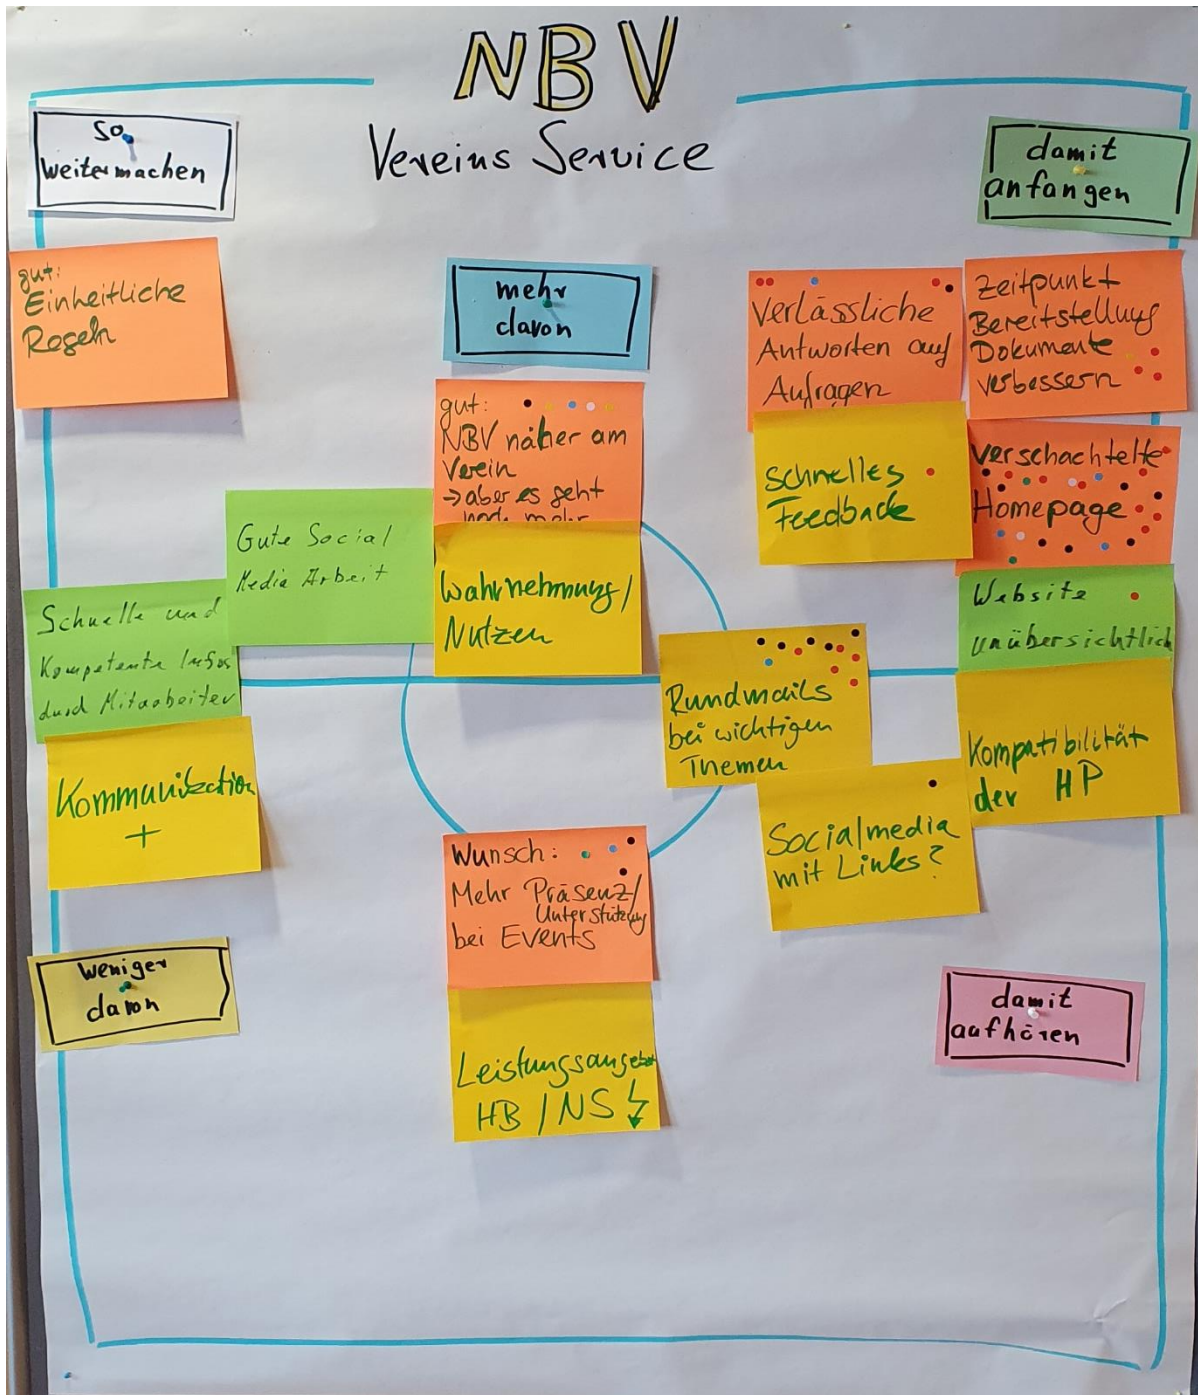 NBV
Vereins Service
so
weitermachen
gut:
Einheitliche
Regeln
Gute Social
Media Arbeit
Schnelle und
Kompetente Infos
durch Mitarbeiter
Kommunikation
+
weniger
davon
mehr
davon
gut:
NBV näher am
Verein
→ aber es geht
noch mehr
Wahrnehmung/
Nutzen
Wunsch:
Mehr Präsenz/
Unterstützung
bei Events
Leistungsangebot
HB / NS
damit
anfangen
Verlässliche
Antworten auf
Anfragen
schnelles
Feedback
Zeitpunkt
Bereitstellung
Dokumente
verbessern
verschachtelte
Homepage
Website
unübersichtlich
Kompatibilität
der HP
Rundmails
bei wichtigen
Themen
Socialmedia
mit Links?
damit
aufhören